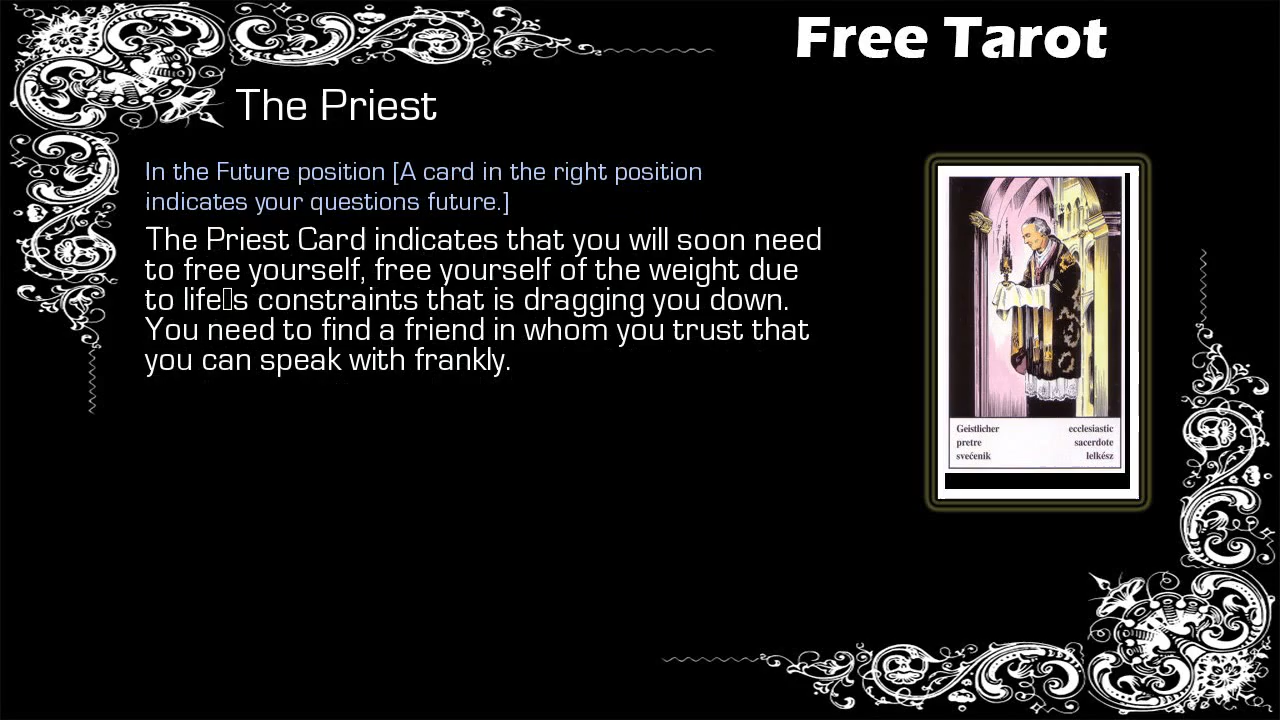 Free Tarot
The Priest
In the Future position [A card in the right position
indicates your questions future.]
The Priest Card indicates that you will soon need
to free yourself, free yourself of the weight due
to life▯s constraints that is dragging you down.
You need to find a friend in whom you trust that
you can speak with frankly.
Geistlicher ecclesiastic
pretre sacerdote
svećenik lelkész